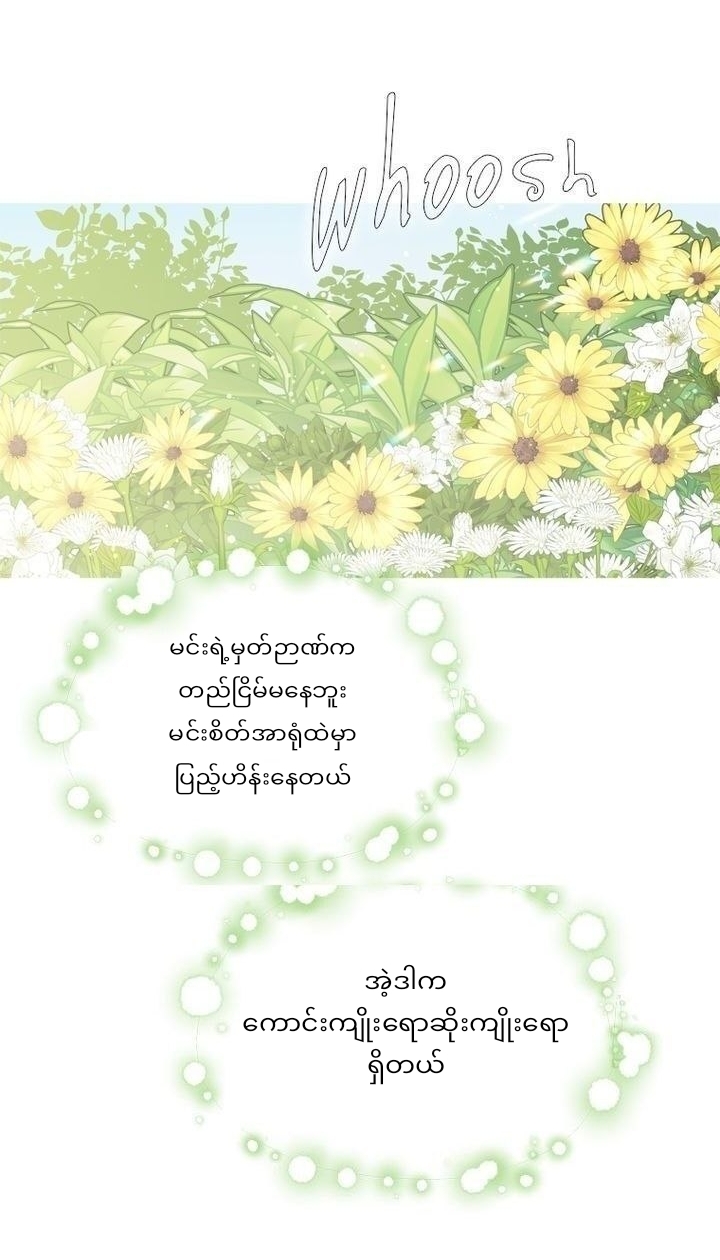 whoosh
မင်းရဲ့မှတ်ဉာဏ်က
တည်ငြိမ်မနေဘူး
မင်းစိတ်အာရုံထဲမှာ
ပြည့်ဟိန်းနေတယ်
အဲ့ဒါက
ကောင်းကျိုးရောဆိုးကျိုးရော
ရှိတယ်